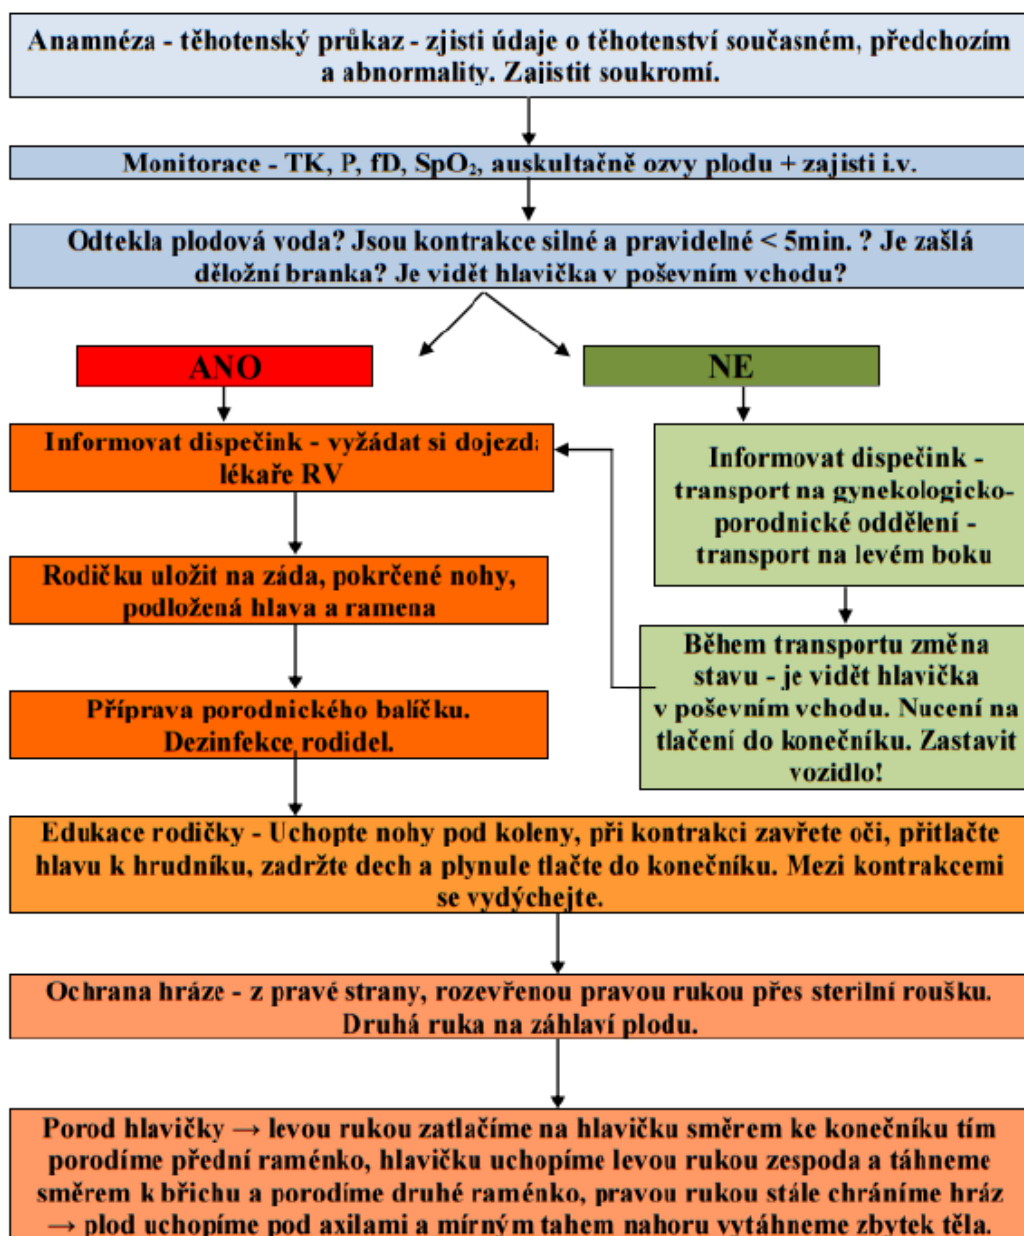 Anamnéza - těhotenský průkaz - zjisti údaje o těhotenství současném, předchozím
a abnormality. Zajistit soukromí.
Monitorace - TK, P, fD, SpO₂, auskultačně ozvy plodu + zajisti i.v.
Odtekla plodová voda? Jsou kontrakce silné a pravidelné < 5min. ? Je zašlá
děložní branka? Je vidět hlavička v poševním vchodu?
ANO
NE
Informovat dispečink - vyžádat si dojezd
lékaře RV
Informovat dispečink -
transport na gynekologicko-
porodnické oddělení -
transport na levém boku
Rodičku uložit na záda, pokrčené nohy,
podložená hlava a ramena
Během transportu změna
stavu - je vidět hlavička
v poševním vchodu. Nucení na
tlačení do konečníku. Zastavit
vozidlo!
Příprava porodnického balíčku.
Dezinfekce rodidel.
Edukace rodičky - Uchopte nohy pod koleny, při kontrakci zavřete oči, přitlačte
hlavu k hrudníku, zadržte dech a plynule tlačte do konečníku. Mezi kontrakcemi
se vydýchejte.
Ochrana hráze - z pravé strany, rozevřenou pravou rukou přes sterilní roušku.
Druhá ruka na záhlaví plodu.
Porod hlavičky → levou rukou zatlačíme na hlavičku směrem ke konečníku tím
porodíme přední raménko, hlavičku uchopíme levou rukou zespoda a táhneme
směrem k břichu a porodíme druhé raménko, pravou rukou stále chráníme hráz
→ plod uchopíme pod axilami a mírným tahem nahoru vytáhneme zbytek těla.